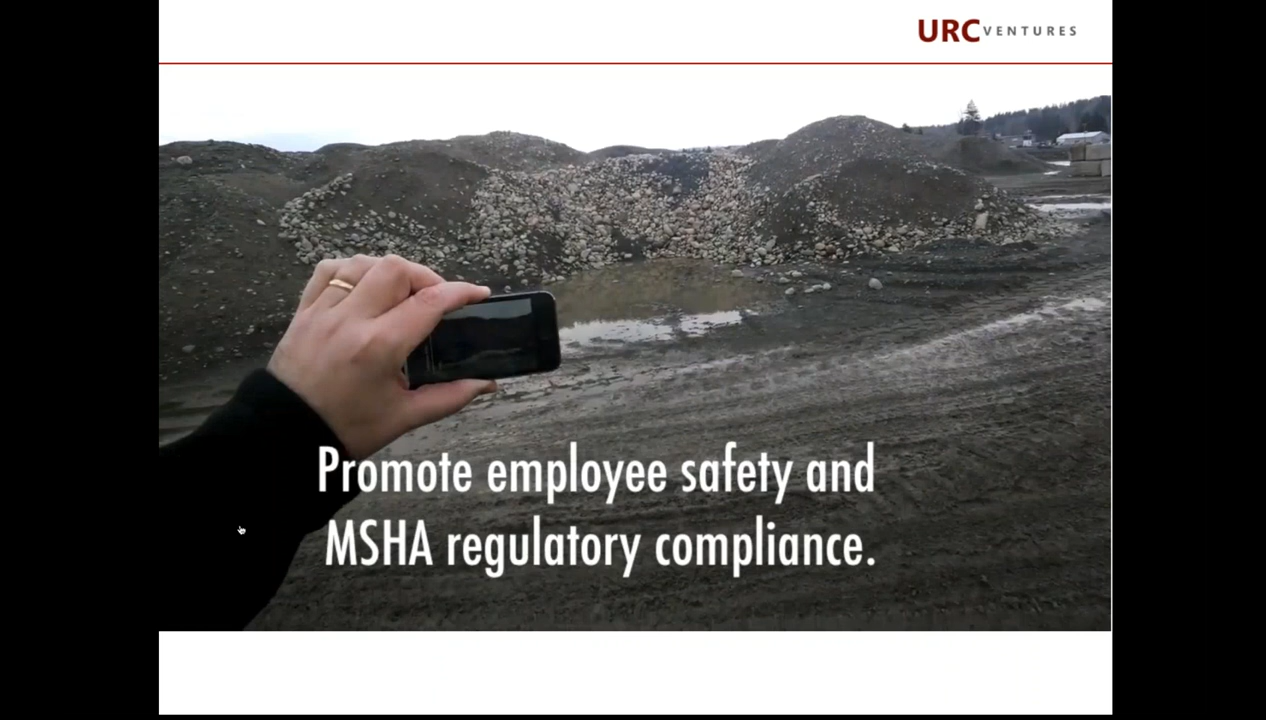 URC VENTURES
Promote employee safety and
MSHA regulatory compliance.